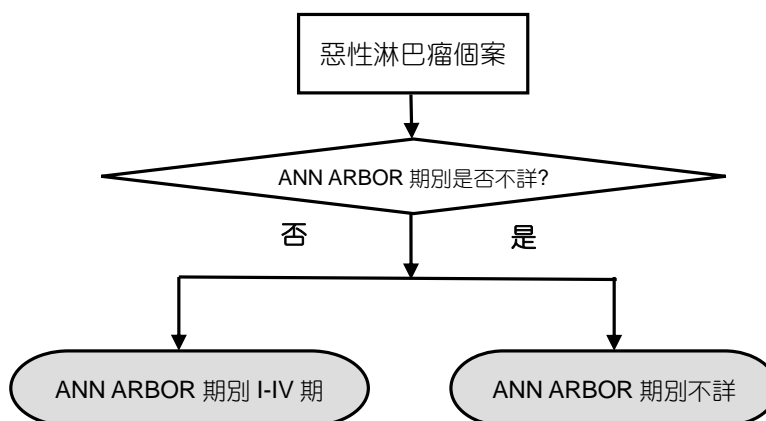 惡性淋巴瘤個案
ANN ARBOR 期別是否不詳?
否
是
ANN ARBOR 期別 I-IV 期
ANN ARBOR 期別不詳